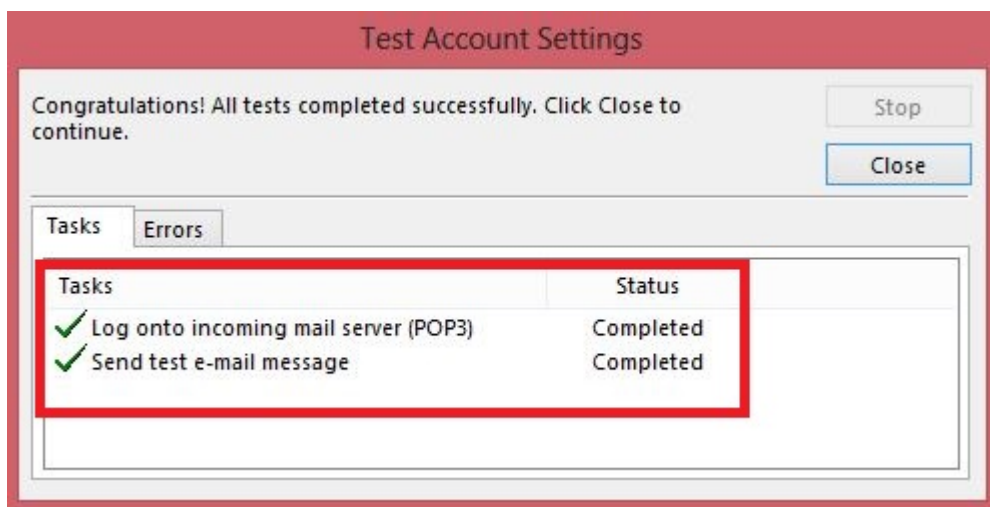 Test Account Settings
Congratulations! All tests completed successfully. Click Close to
continue.
Stop
Close
Tasks
Errors
Tasks Status
Log onto incoming mail server (POP3) Completed
Send test e-mail message Completed